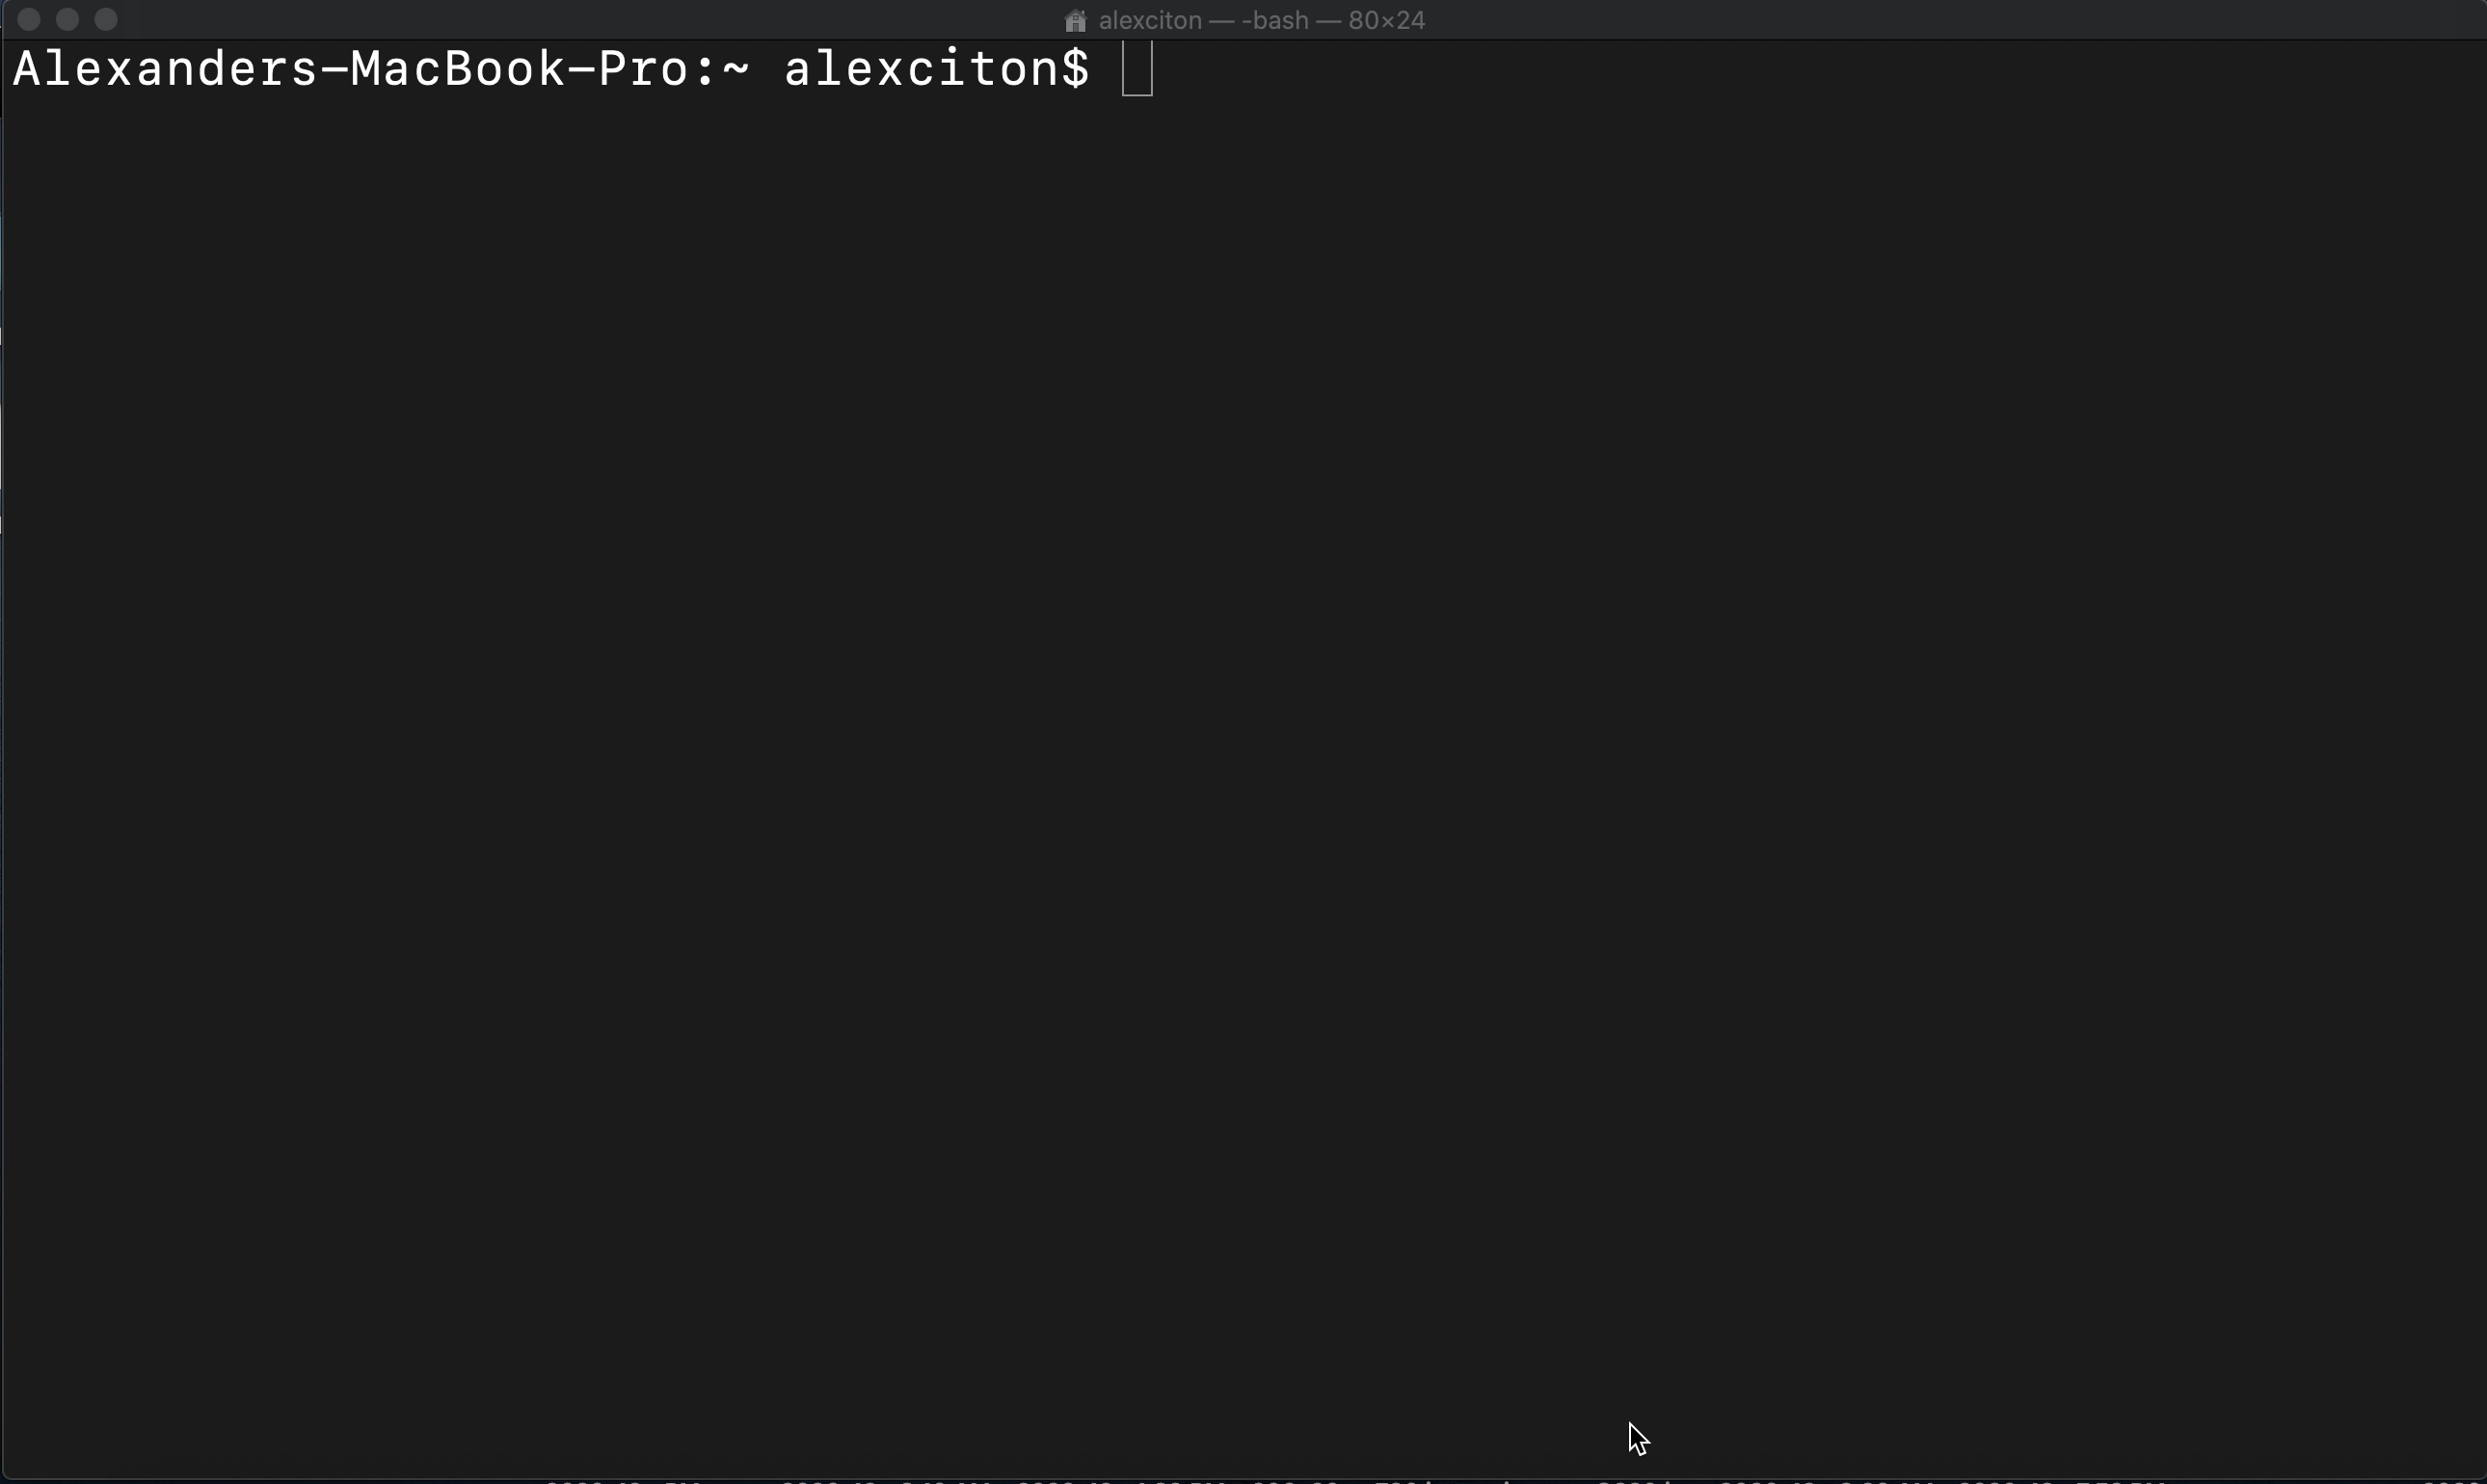 alexciton — -bash — 80×24
Alexanders-MacBook-Pro:~ alexciton$